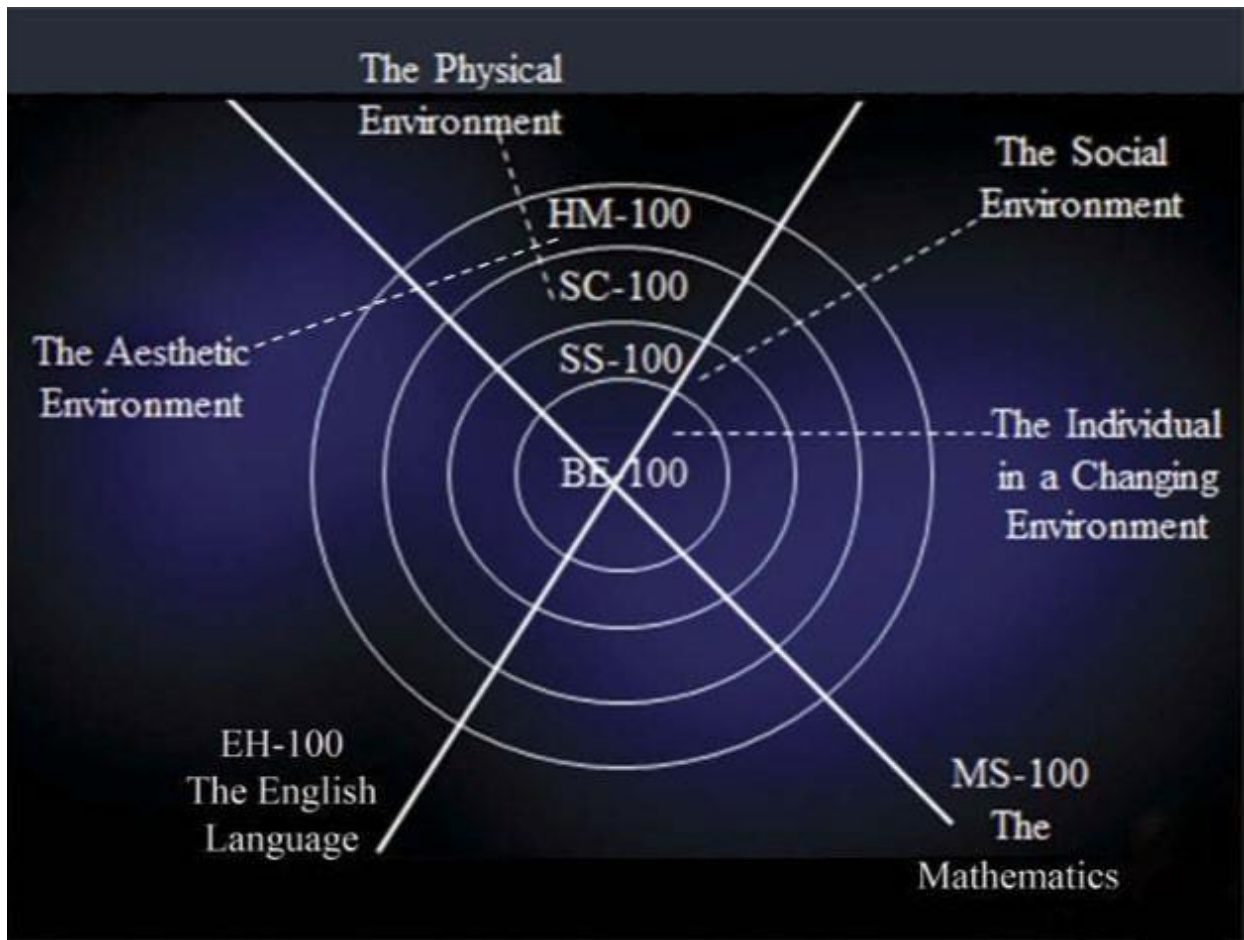 The Physical
Environment
The Social
Environment
HM-100
SC-100
The Aesthetic
Environment
SS-100
The Individual
in a Changing
Environment
BE-100
EH-100
The English
Language
MS-100
The
Mathematics